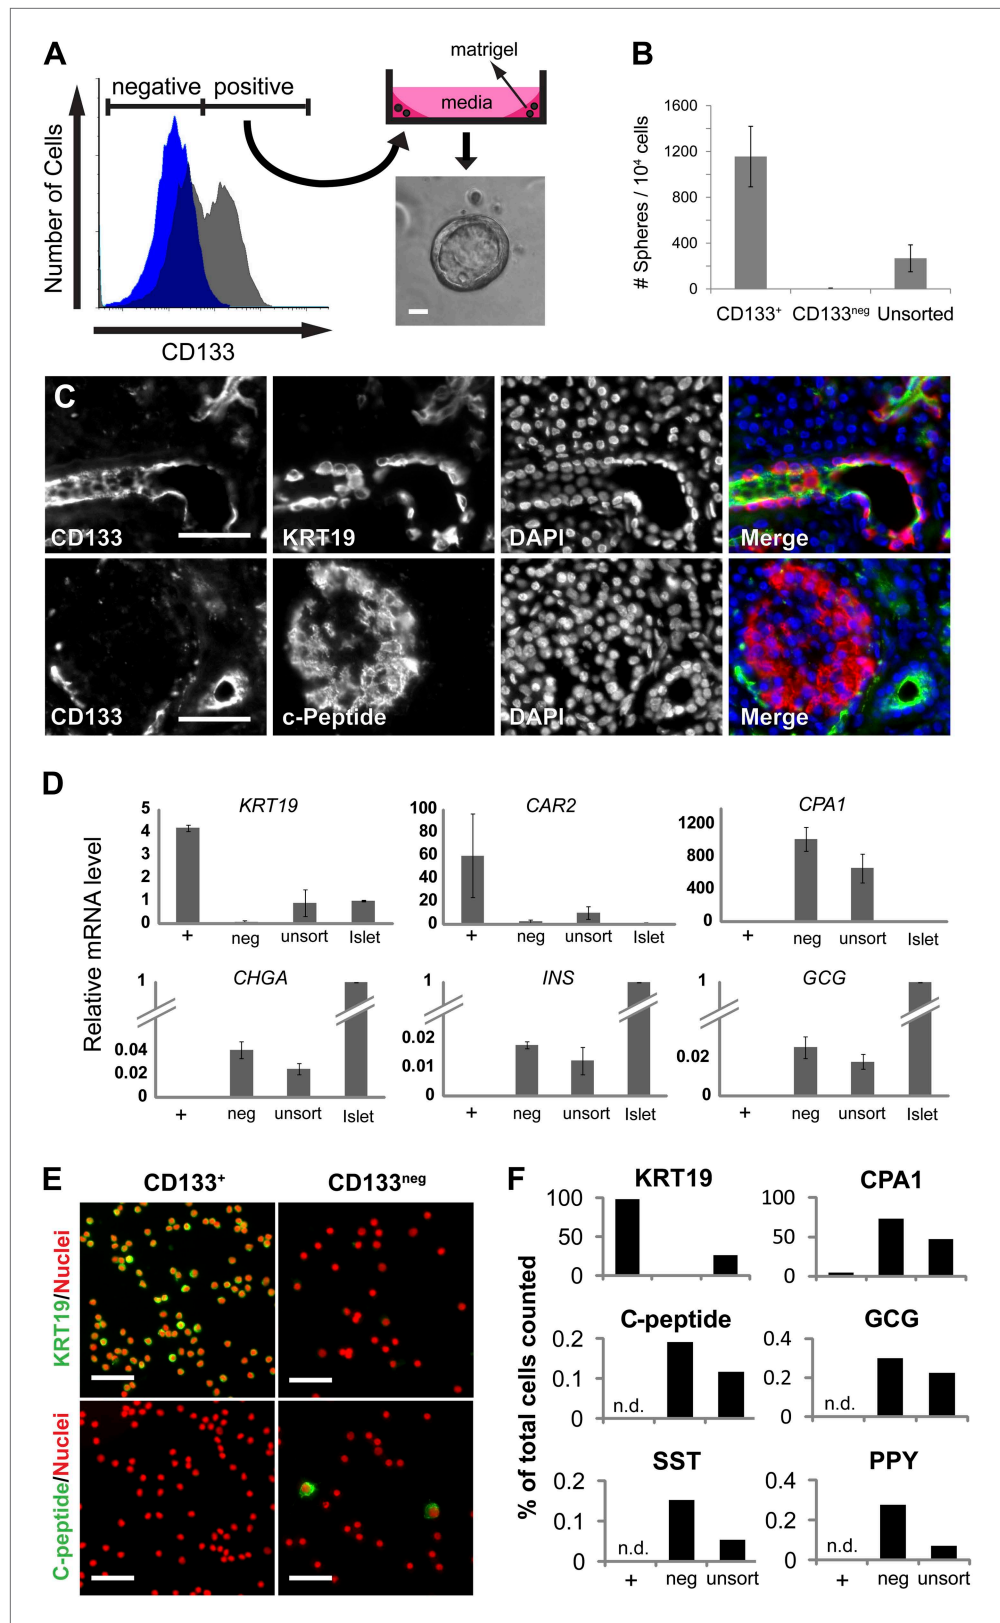 A
negative positive
Number of Cells
CD133
matrigel
media
B
# Spheres / 10⁴ cells
1600
1200
800
400
0
CD133⁺ CD133ⁿᵉᵍ Unsorted
C
CD133 KRT19 DAPI Merge
CD133 c-Peptide DAPI Merge
D
Relative mRNA level
KRT19
5
4
3
2
1
0
+ neg unsort Islet
CAR2
100
80
60
40
20
0
+ neg unsort Islet
CPA1
1200
800
400
0
+ neg unsort Islet
CHGA
1
0.04
0.02
0
+ neg unsort Islet
INS
1
0.02
0.01
0
+ neg unsort Islet
GCG
1
0.02
0
+ neg unsort Islet
E
CD133⁺ CD133ⁿᵉᵍ
KRT19/Nuclei
C-peptide/Nuclei
F
% of total cells counted
KRT19
100
50
0
CPA1
100
50
0
C-peptide
0.2
0.1
0
n.d.
GCG
0.4
0.2
0
n.d.
SST
0.2
0.1
0
n.d.
+ neg unsort
PPY
0.4
0.2
0
n.d.
+ neg unsort